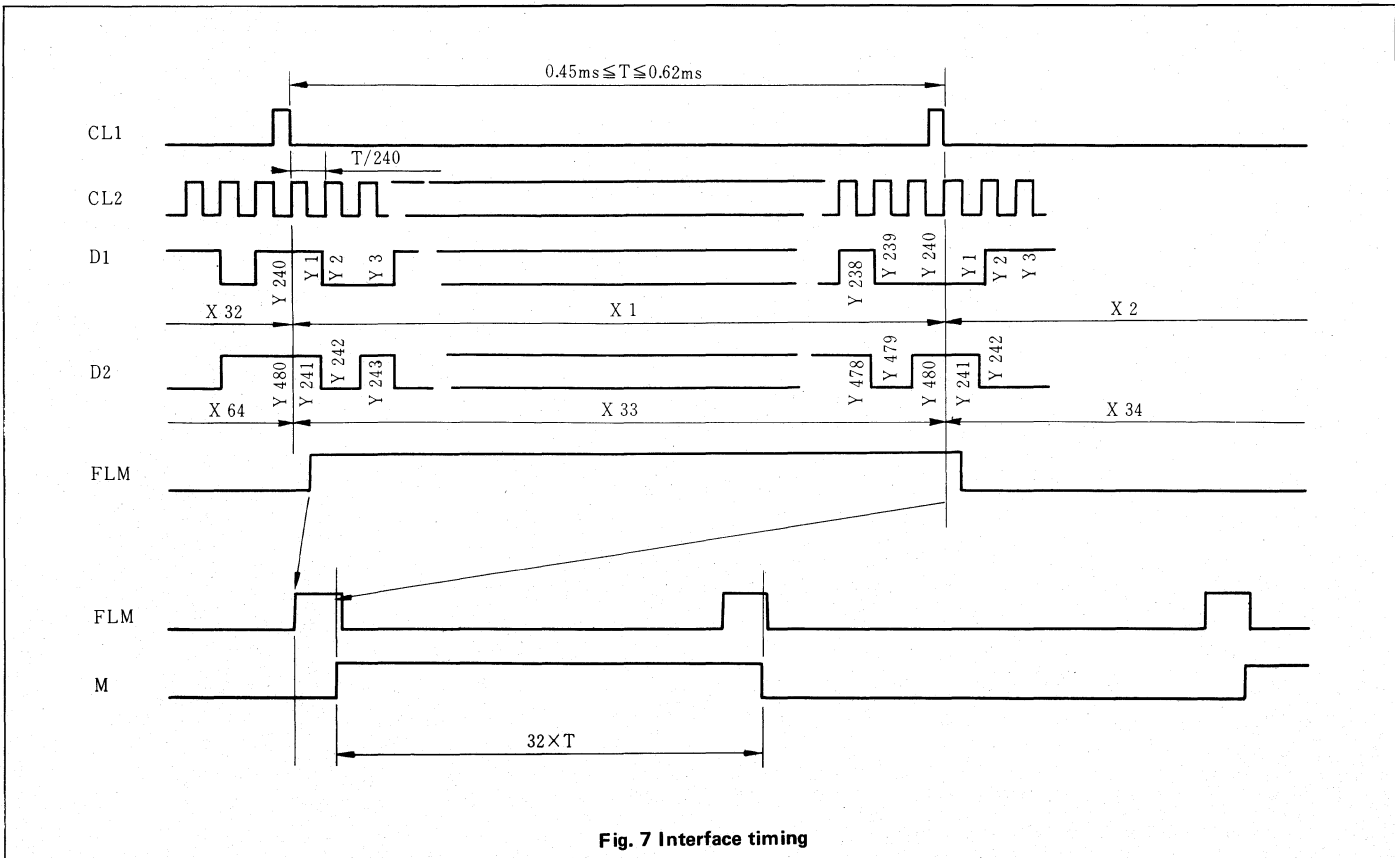 0.45ms≦T≦0.62ms
CL1
T/240
CL2
D1
Y 240
Y 1
Y 2
Y 3
Y 238
Y 239
Y 240
Y 1
Y 2
Y 3
X 32
X 1
X 2
D2
Y 480
Y 241
Y 242
Y 243
Y 478
Y 479
Y 480
Y 241
Y 242
X 64
X 33
X 34
FLM
FLM
M
32×T
Fig. 7 Interface timing